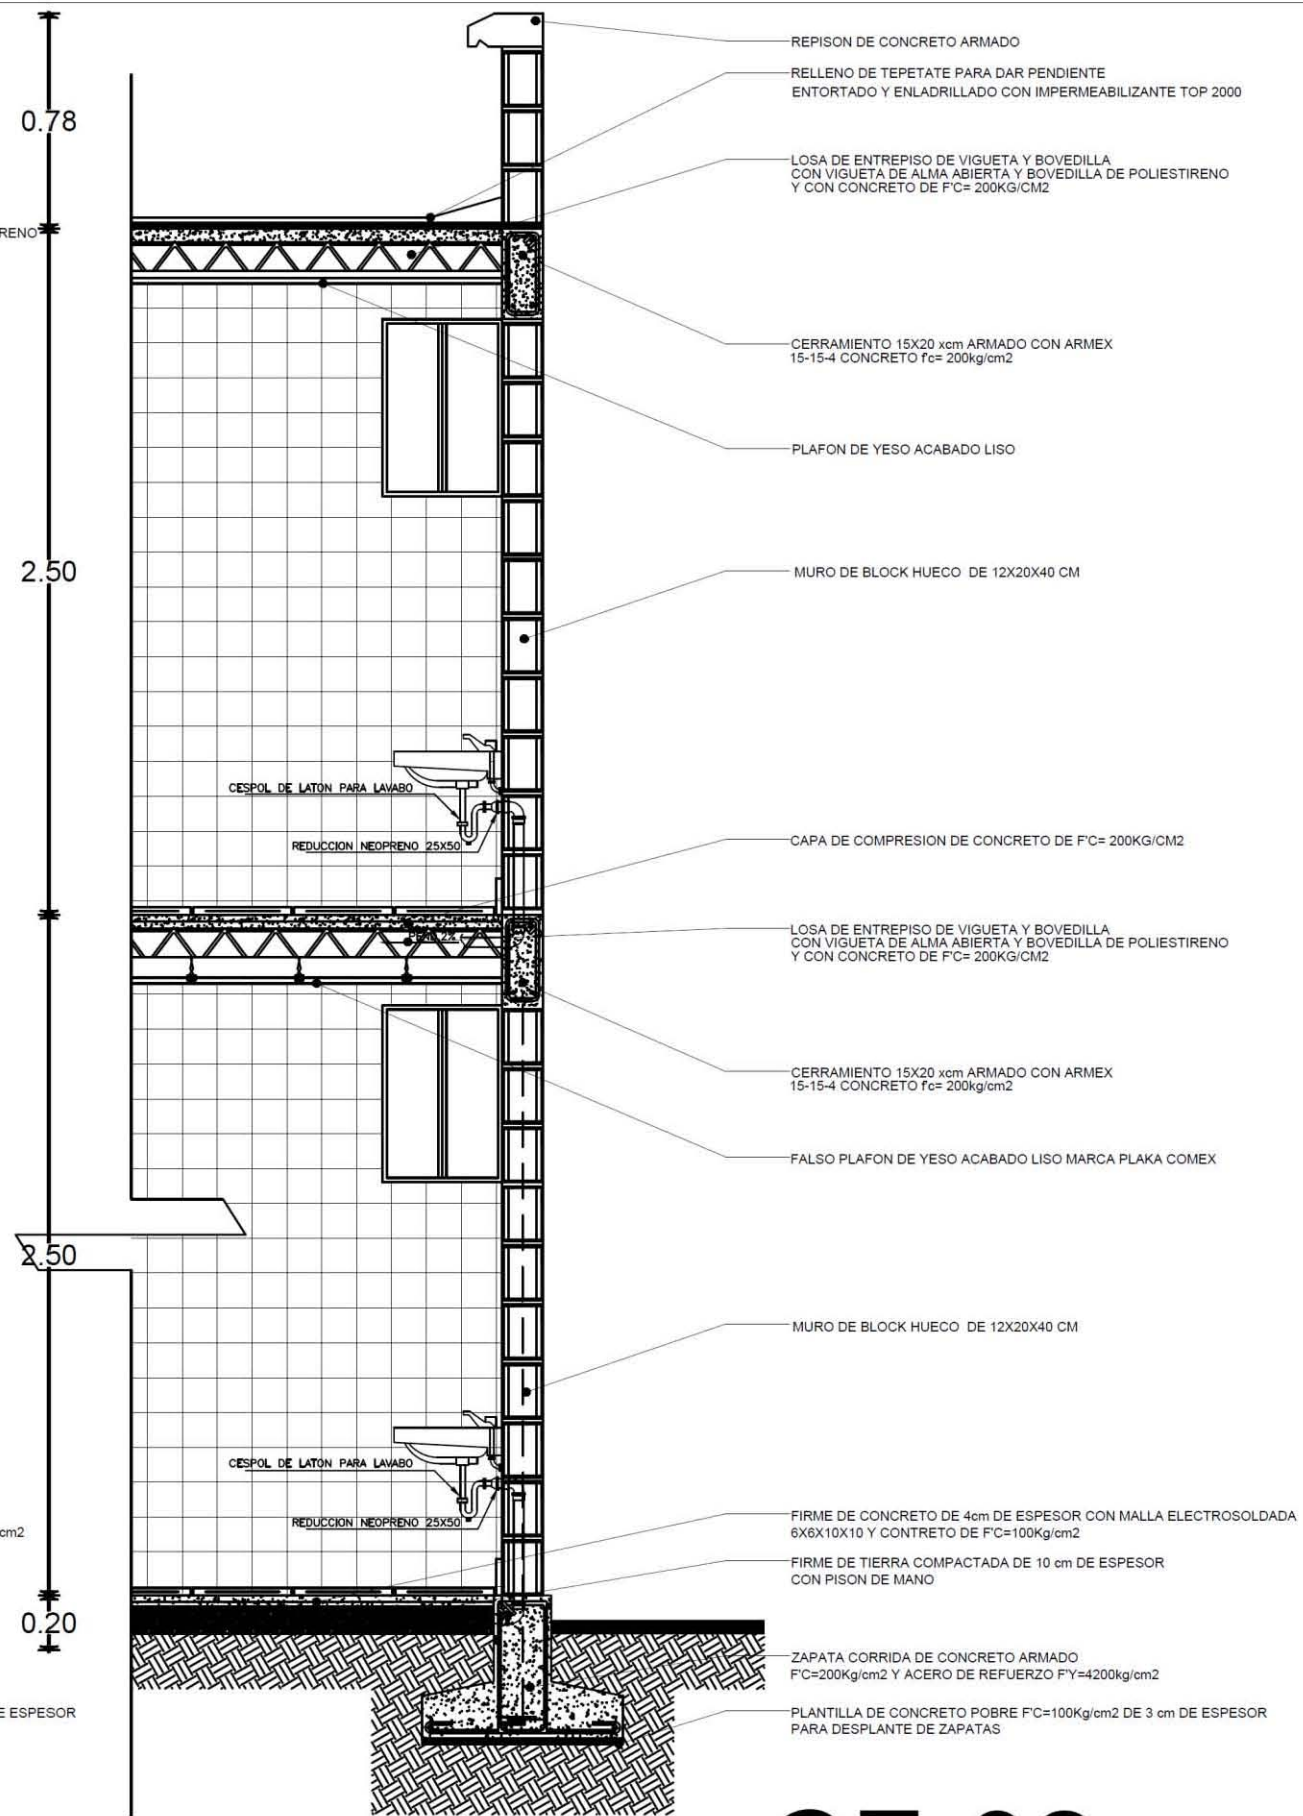 REPISON DE CONCRETO ARMADO
RELLENO DE TEPETATE PARA DAR PENDIENTE
ENTORTADO Y ENLADRILLADO CON IMPERMEABILIZANTE TOP 2000
0.78
LOSA DE ENTREPISO DE VIGUETA Y BOVEDILLA
CON VIGUETA DE ALMA ABIERTA Y BOVEDILLA DE POLIESTIRENO
Y CON CONCRETO DE F'C= 200KG/CM2
RENO
CERRAMIENTO 15X20 xcm ARMADO CON ARMEX
15-15-4 CONCRETO f'c= 200kg/cm2
PLAFON DE YESO ACABADO LISO
2.50
MURO DE BLOCK HUECO DE 12X20X40 CM
CESPOL DE LATON PARA LAVABO
REDUCCION NEOPRENO 25X50
CAPA DE COMPRESION DE CONCRETO DE F'C= 200KG/CM2
LOSA DE ENTREPISO DE VIGUETA Y BOVEDILLA
CON VIGUETA DE ALMA ABIERTA Y BOVEDILLA DE POLIESTIRENO
Y CON CONCRETO DE F'C= 200KG/CM2
2%
CERRAMIENTO 15X20 xcm ARMADO CON ARMEX
15-15-4 CONCRETO f'c= 200kg/cm2
FALSO PLAFON DE YESO ACABADO LISO MARCA PLAKA COMEX
2.50
MURO DE BLOCK HUECO DE 12X20X40 CM
CESPOL DE LATON PARA LAVABO
REDUCCION NEOPRENO 25X50
FIRME DE CONCRETO DE 4cm DE ESPESOR CON MALLA ELECTROSOLDADA
6X6X10X10 Y CONTRETO DE F'C=100Kg/cm2
cm2
FIRME DE TIERRA COMPACTADA DE 10 cm DE ESPESOR
CON PISON DE MANO
0.20
ZAPATA CORRIDA DE CONCRETO ARMADO
F'C=200Kg/cm2 Y ACERO DE REFUERZO F'Y=4200kg/cm2
E ESPESOR
PLANTILLA DE CONCRETO POBRE F'C=100Kg/cm2 DE 3 cm DE ESPESOR
PARA DESPLANTE DE ZAPATAS